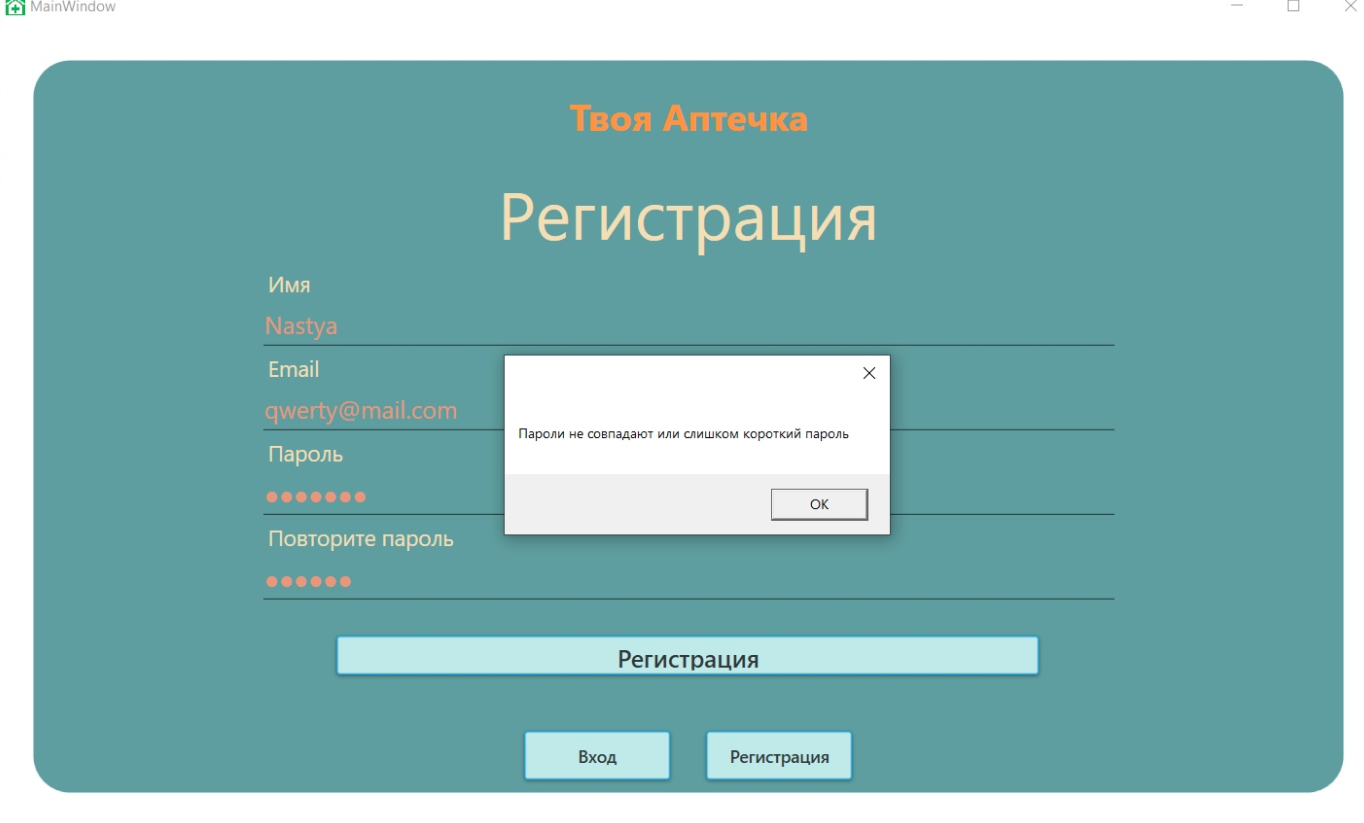 MainWindow
Твоя Аптечка
Регистрация
Имя
Nastya
Email
qwerty@mail.com
Пароль
●●●●●●●
Повторите пароль
●●●●●●
Пароли не совпадают или слишком короткий пароль
OK
Регистрация
Вход
Регистрация